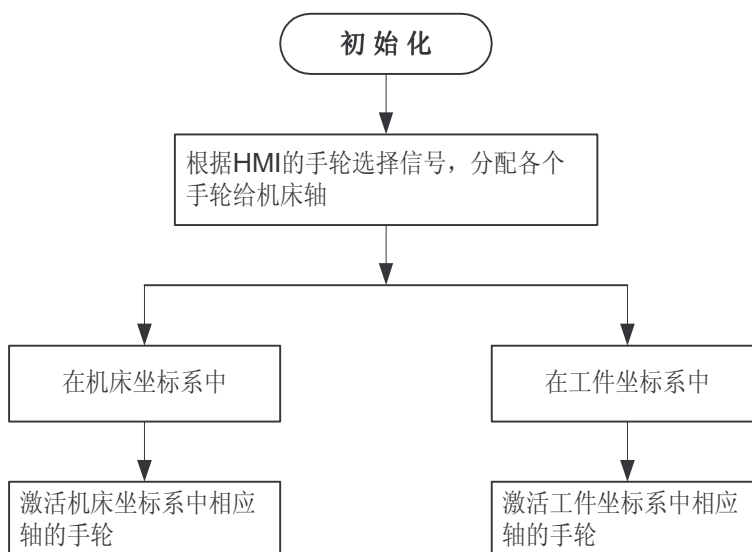 初始化
根据HMI的手轮选择信号，分配各个
手轮给机床轴
在机床坐标系中
在工件坐标系中
激活机床坐标系中相应
轴的手轮
激活工件坐标系中相应
轴的手轮